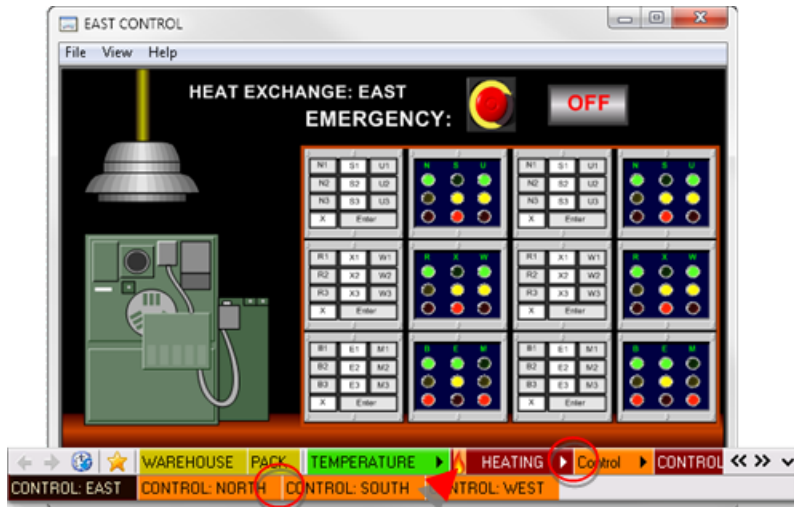 EAST CONTROL
File View Help
HEAT EXCHANGE: EAST
EMERGENCY: OFF
N1 S1 U1 N S U N1 S1 U1 N S U
N2 S2 U2 N2 S2 U2
N3 S3 U3 N3 S3 U3
X Enter X Enter
R1 X1 W1 R X W R1 X1 W1 R X W
R2 X2 W2 R2 X2 W2
R3 X3 W3 R3 X3 W3
X Enter X Enter
B1 E1 M1 B E M B1 E1 M1 B E M
B2 E2 M2 B2 E2 M2
B3 E3 M3 B3 E3 M3
X Enter X Enter
WAREHOUSE PACK TEMPERATURE HEATING Control CONTROL
CONTROL: EAST CONTROL: NORTH CONTROL: SOUTH CONTROL: WEST